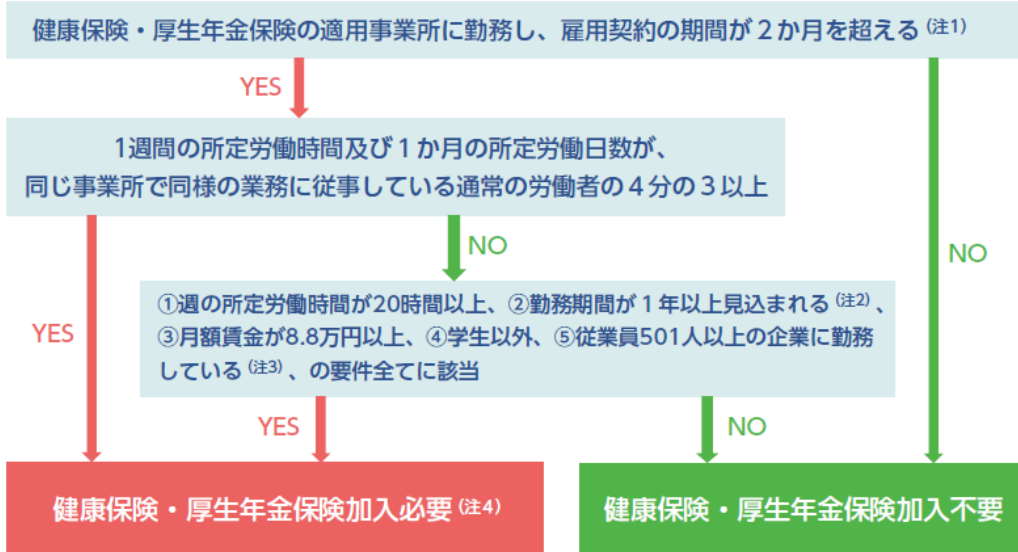 健康保険・厚生年金保険の適用事業所に勤務し、雇用契約の期間が2か月を超える(注1)
YES
1週間の所定労働時間及び1か月の所定労働日数が、
同じ事業所で同様の業務に従事している通常の労働者の4分の3以上
NO
NO
①週の所定労働時間が20時間以上、②勤務期間が1年以上見込まれる(注2)、
③月額賃金が8.8万円以上、④学生以外、⑤従業員501人以上の企業に勤務
している(注3)、の要件全てに該当
YES
YES
NO
健康保険・厚生年金保険加入必要(注4)
健康保険・厚生年金保険加入不要